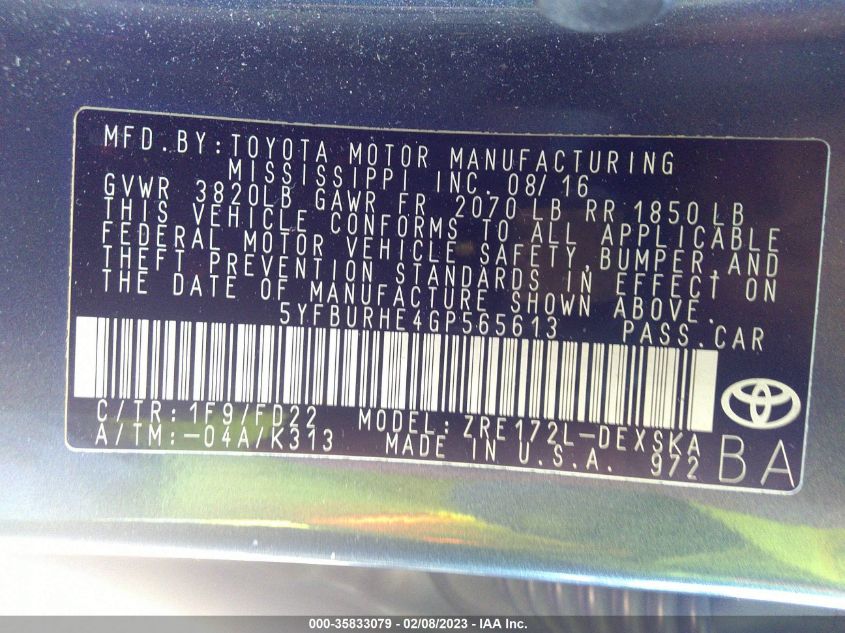 MFD.BY:TOYOTA MOTOR MANUFACTURING
MISSISSIPPI INC. 08/16
GVWR 3820LB GAWR FR 2070LB RR 1850LB
THIS VEHICLE CONFORMS TO ALL APPLICABLE
FEDERAL MOTOR VEHICLE SAFETY,BUMPER,AND
THEFT PREVENTION STANDARDS IN EFFECT ON
THE DATE OF MANUFACTURE SHOWN ABOVE.
5YFBURHE4GP565613 PASS.CAR
C/TR:1F9/FD22 MODEL:ZRE172L-DEXSKA
A/TM:-04A/K313 MADE IN U.S.A. 972 BA
000-35833079 - 02/08/2023 - IAA Inc.